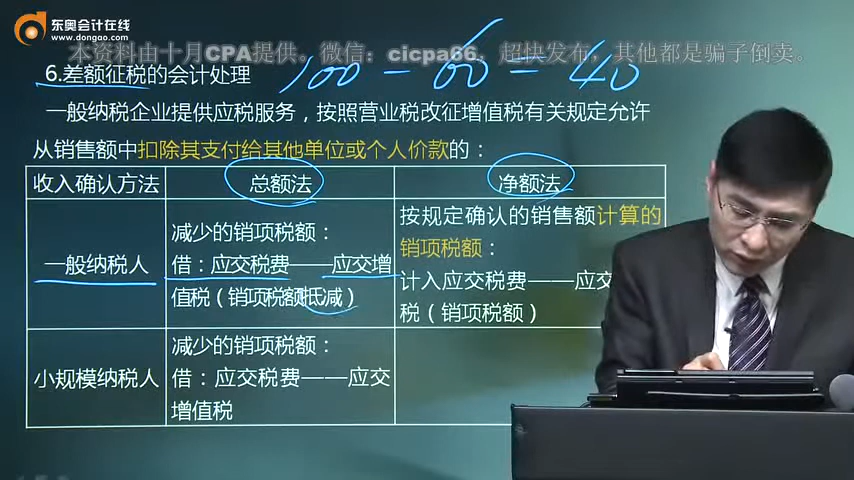 东奥会计在线
www.dongao.com
本资料由十月CPA提供。微信：cicpa66，超快发布，其他都是骗子倒卖。
6.差额征税的会计处理
100 - 60 = 40
一般纳税企业提供应税服务，按照营业税改征增值税有关规定允许
从销售额中扣除其支付给其他单位或个人价款的：
收入确认方法 总额法 净额法
一般纳税人
减少的销项税额：
借：应交税费——应交增
值税（销项税额抵减）
按规定确认的销售额计算的
销项税额：
计入应交税费——应交
税（销项税额）
小规模纳税人
减少的销项税额：
借：应交税费——应交
增值税